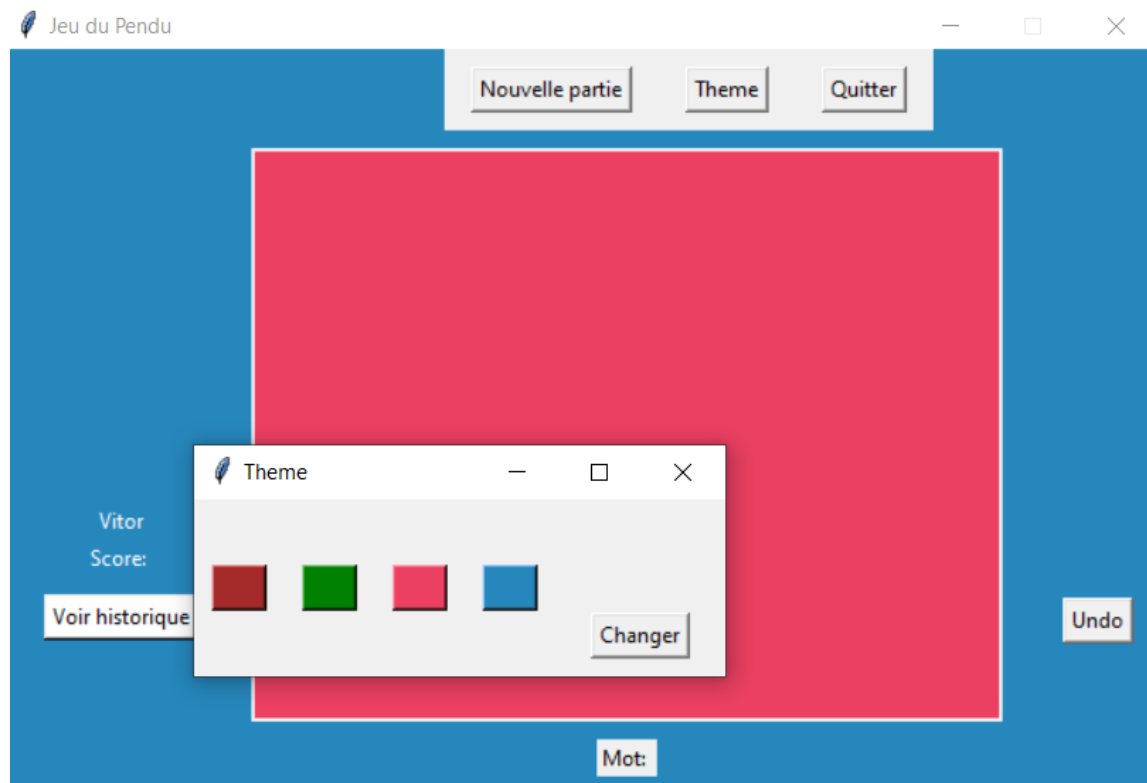 Jeu du Pendu
Nouvelle partie Theme Quitter
Theme
Vitor
Score:
Voir historique
Changer
Undo
Mot: